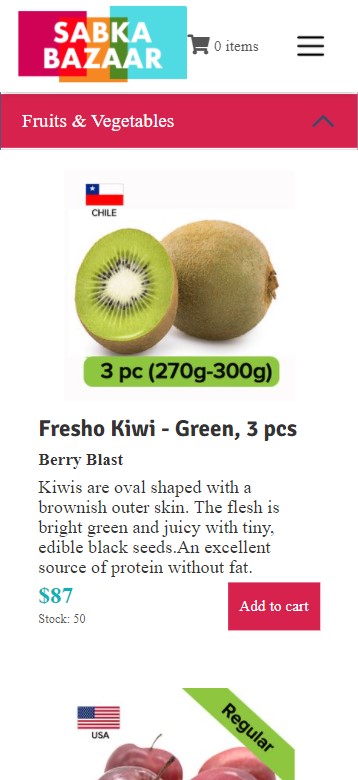 SABKA
BAZAAR
0 items
Fruits & Vegetables
CHILE
3 pc (270g-300g)
Fresho Kiwi - Green, 3 pcs
Berry Blast
Kiwis are oval shaped with a
brownish outer skin. The flesh is
bright green and juicy with tiny,
edible black seeds.An excellent
source of protein without fat.
$87
Stock: 50
Add to cart
USA
Regular